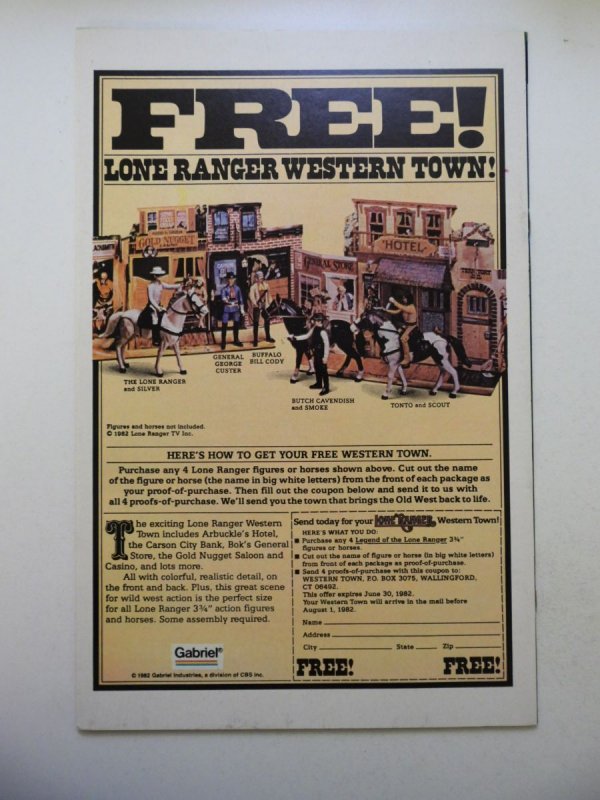 FREE!
LONE RANGER WESTERN TOWN!
GOLD NUGGET
GENERAL STORE
HOTEL
THE LONE RANGER
and SILVER
GENERAL
GEORGE
CUSTER
BUFFALO
BILL CODY
BUTCH CAVENDISH
and SMOKE
TONTO and SCOUT
Figures and horses not included.
© 1982 Lone Ranger TV Inc.
HERE'S HOW TO GET YOUR FREE WESTERN TOWN.
Purchase any 4 Lone Ranger figures or horses shown above. Cut out the name
of the figure or horse (the name in big white letters) from the front of each package as
your proof-of-purchase. Then fill out the coupon below and send it to us with
all 4 proofs-of-purchase. We'll send you the town that brings the Old West back to life.
The exciting Lone Ranger Western
Town includes Arbuckle's Hotel,
the Carson City Bank, Bok's General
Store, the Gold Nugget Saloon and
Casino, and lots more.
All with colorful, realistic detail, on
the front and back. Plus, this great scene
for wild west action is the perfect size
for all Lone Ranger 3¾" action figures
and horses. Some assembly required.
Gabriel®
© 1982 Gabriel Industries, a division of CBS Inc.
Send today for your LONE RANGER Western Town!
HERE'S WHAT YOU DO:
■ Purchase any 4 Legend of the Lone Ranger 3¾"
figures or horses.
■ Cut out name of figure or horse (in big white letters)
from front of each package as proof-of-purchase.
■ Send 4 proofs-of-purchase with this coupon to:
WESTERN TOWN, P.O. BOX 3075, WALLINGFORD,
CT 06492.
This offer expires June 30, 1982.
Your Western Town will arrive in the mail before
August 1, 1982.
Name
Address
City State Zip
FREE! FREE!